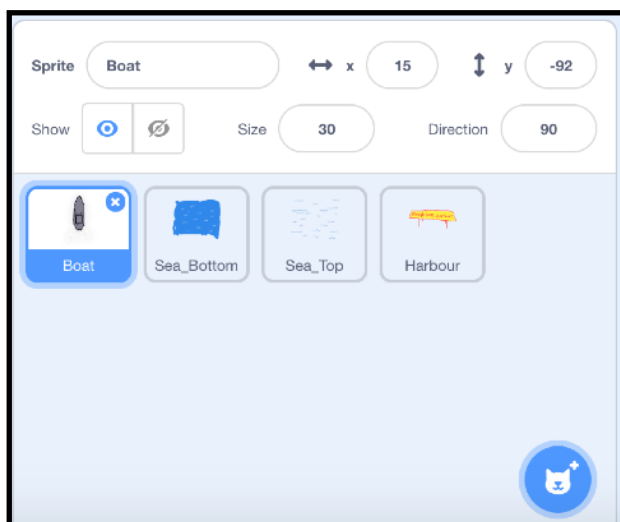 Sprite Boat x 15 y -92
Show Size 30 Direction 90
Boat Sea_Bottom Sea_Top Harbour